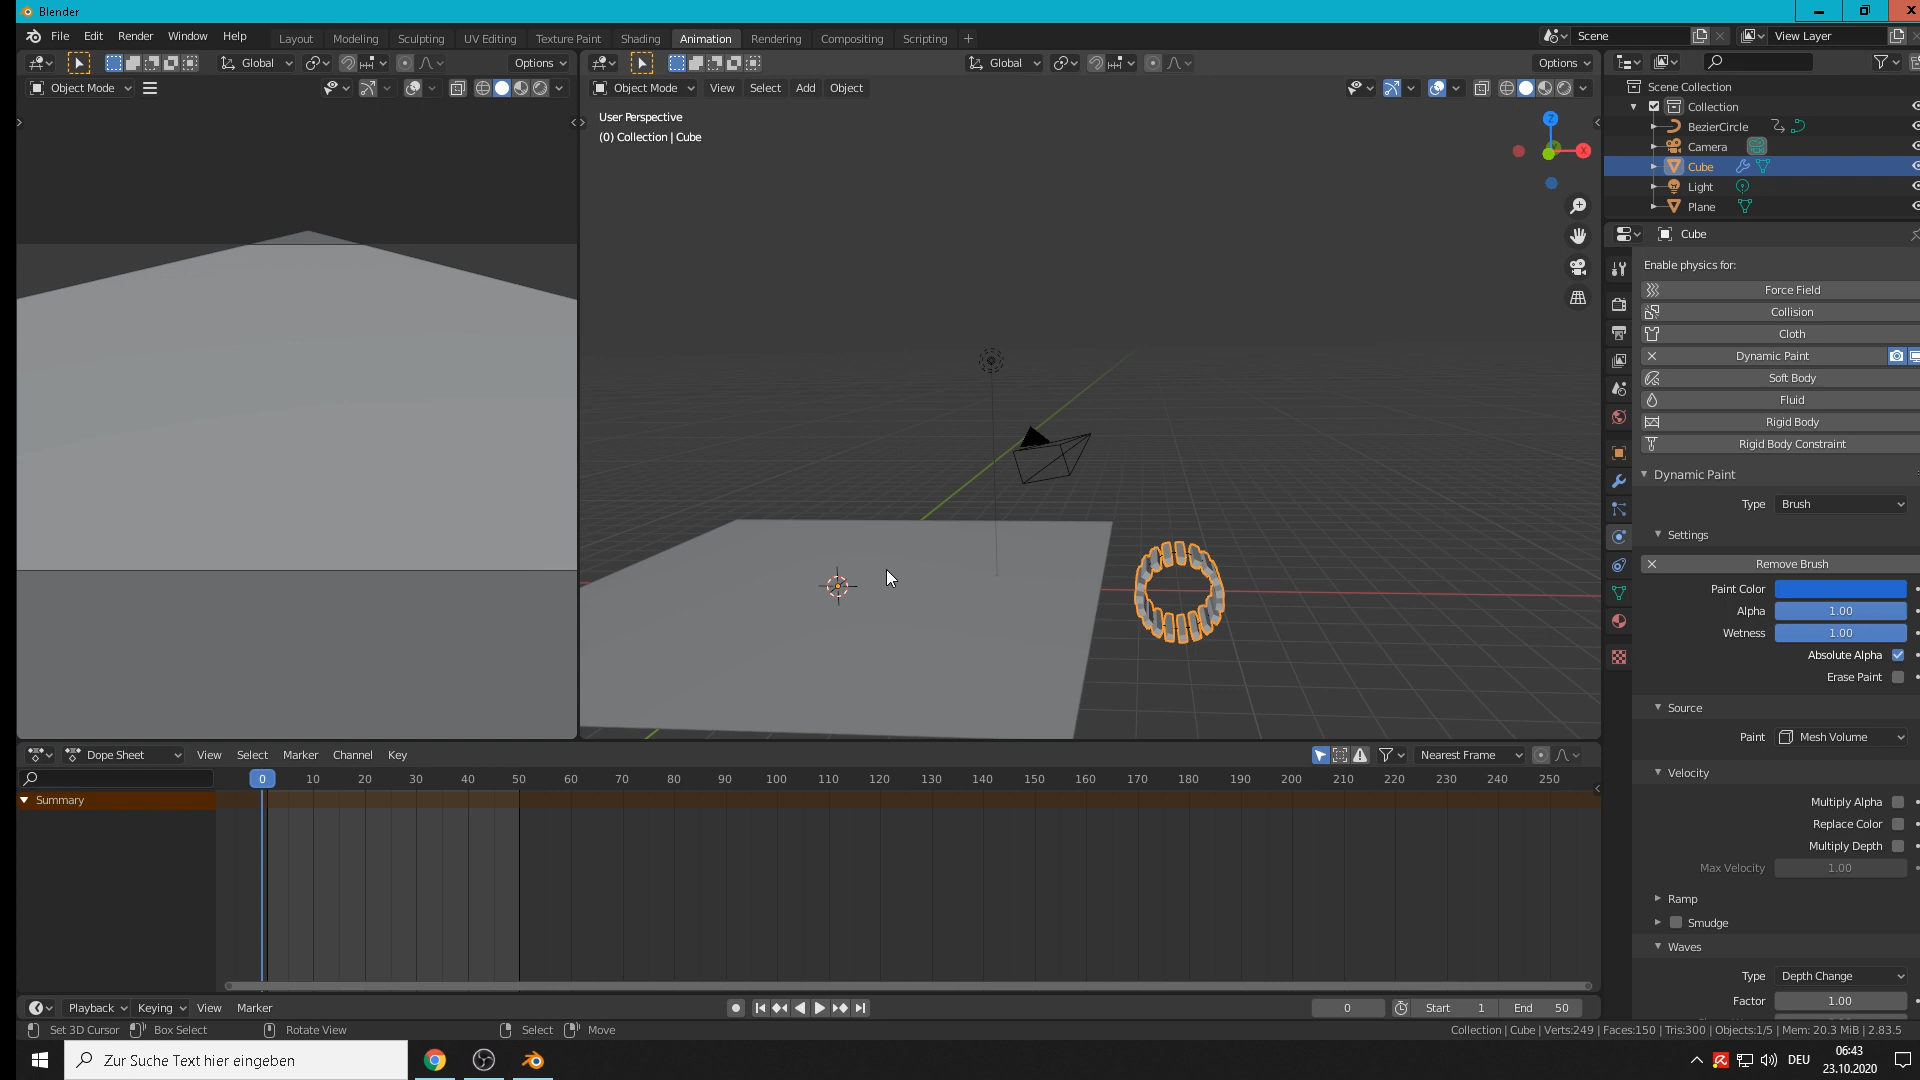 Blender
File Edit Render Window Help Layout Modeling Sculpting UV Editing Texture Paint Shading Animation Rendering Compositing Scripting + Scene View Layer
Global Options Global Options
Object Mode Object Mode View Select Add Object
User Perspective
(0) Collection | Cube
Z
X
Scene Collection
Collection
BezierCircle
Camera
Cube
Light
Plane
Cube
Enable physics for:
Force Field
Collision
Cloth
Dynamic Paint
Soft Body
Fluid
Rigid Body
Rigid Body Constraint
Dynamic Paint
Type Brush
Settings
Remove Brush
Paint Color
Alpha 1.00
Wetness 1.00
Absolute Alpha
Erase Paint
Source
Paint Mesh Volume
Velocity
Multiply Alpha
Replace Color
Multiply Depth
Max Velocity 1.00
Ramp
Smudge
Waves
Type Depth Change
Factor 1.00
Dope Sheet View Select Marker Channel Key Nearest Frame
0 10 20 30 40 50 60 70 80 90 100 110 120 130 140 150 160 170 180 190 200 210 220 230 240 250
Summary
Playback Keying View Marker 0 Start 1 End 50
Set 3D Cursor Box Select Rotate View Select Move Collection | Cube | Verts:249 | Faces:150 | Tris:300 | Objects:1/5 | Mem: 20.3 MiB | 2.83.5
Zur Suche Text hier eingeben DEU 06:43
23.10.2020